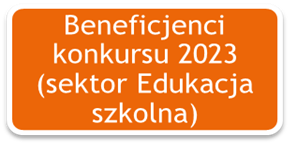 Beneficjenci
konkursu 2023
(sektor Edukacja
szkolna)